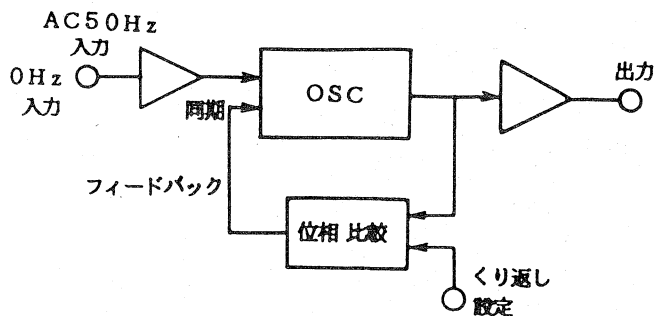 AC50Hz
入力
0Hz
入力
同期
OSC
出力
フィードバック
位相 比較
くり返し
設定